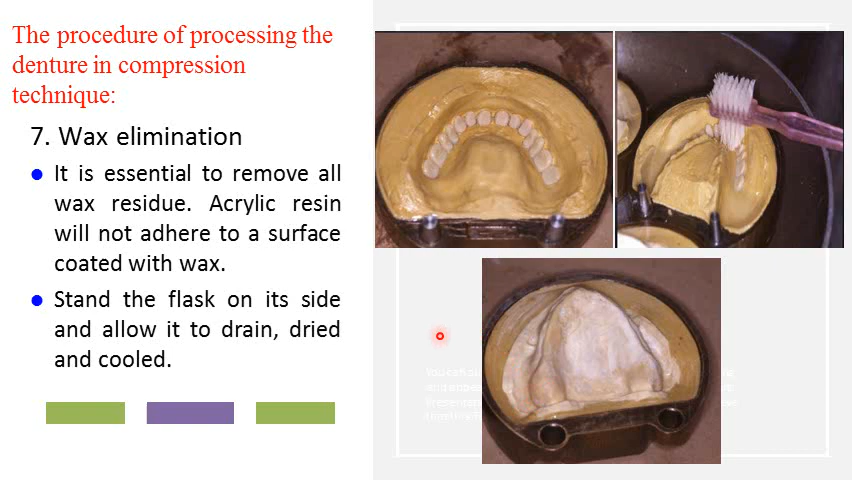 The procedure of processing the
denture in compression
technique:
7. Wax elimination
It is essential to remove all
wax residue. Acrylic resin
will not adhere to a surface
coated with wax.
Stand the flask on its side
and allow it to drain, dried
and cooled.